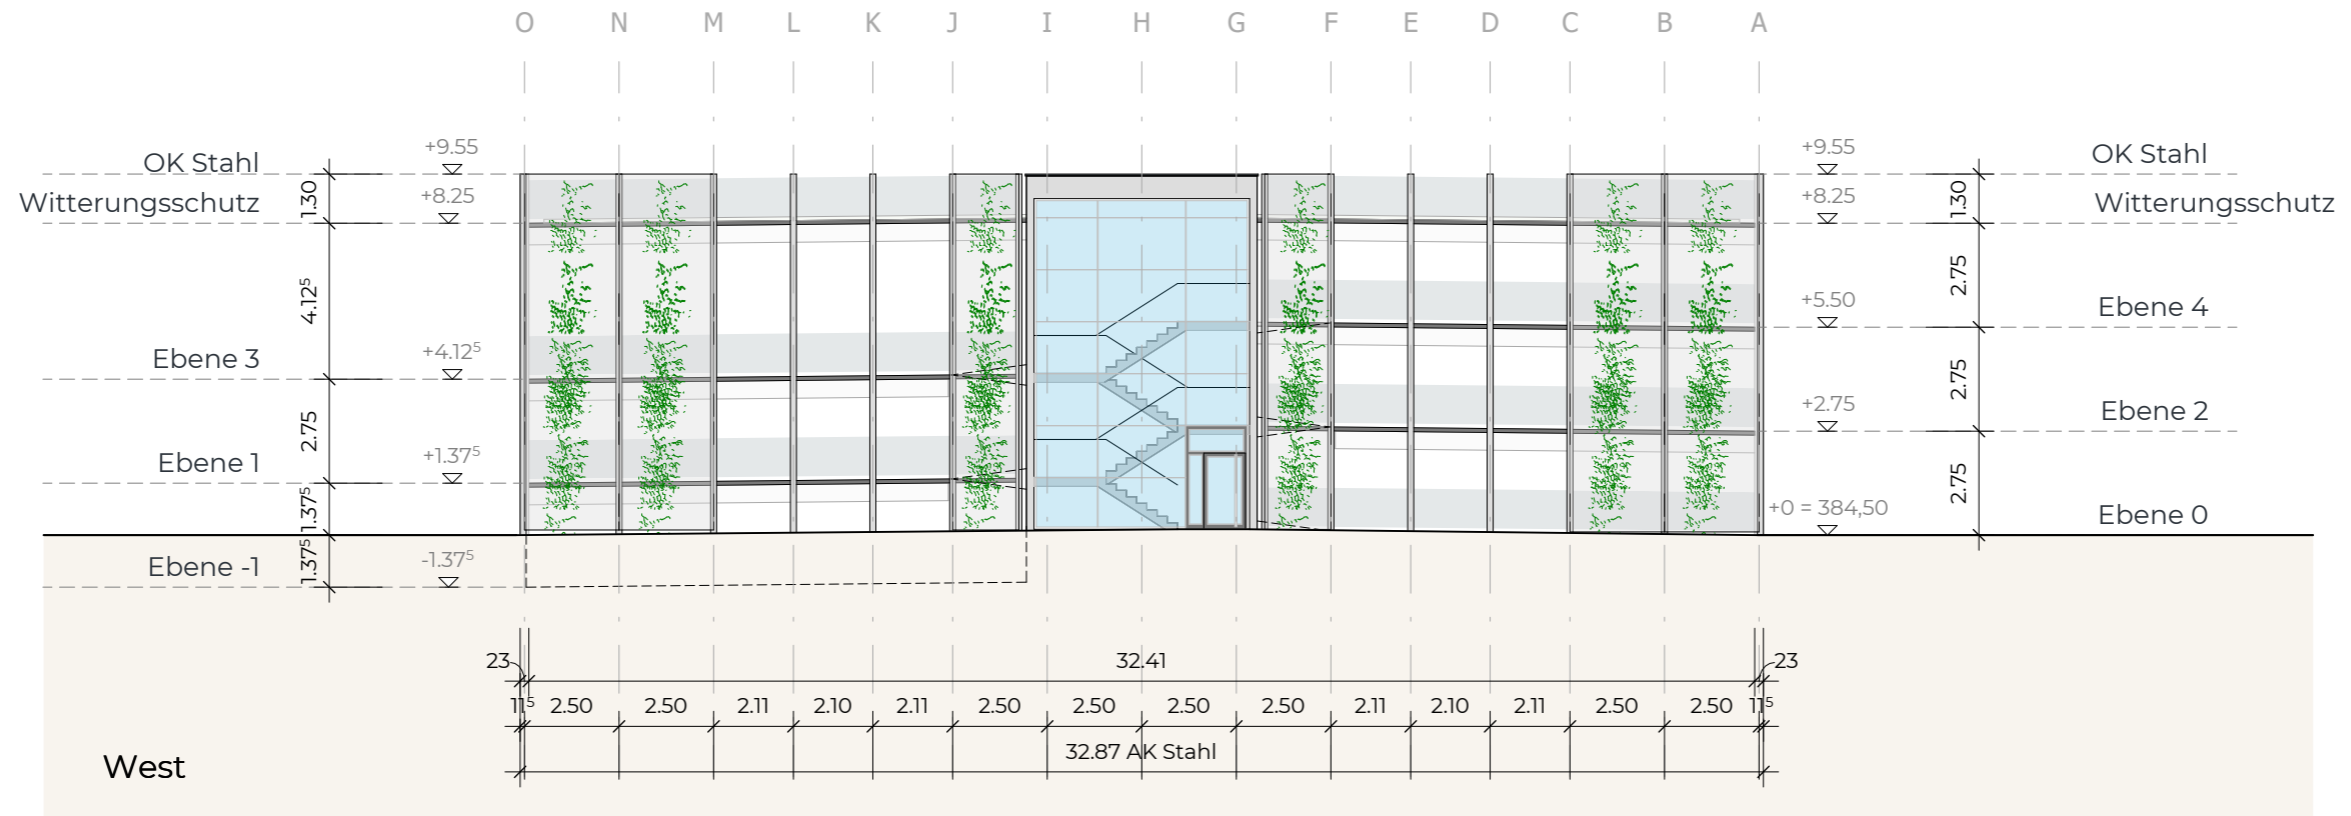 O N M L K J I H G F E D C B A
OK Stahl +9.55 +9.55 OK Stahl
1.30 1.30
Witterungsschutz +8.25 +8.25 Witterungsschutz
4.12⁵ 2.75
+5.50 Ebene 4
Ebene 3 +4.12⁵ 2.75
2.75 +2.75 Ebene 2
Ebene 1 +1.37⁵ 2.75
1.37⁵ +0 = 384,50 Ebene 0
Ebene -1 1.37⁵ -1.37⁵
23 32.41 23
11⁵ 2.50 2.50 2.11 2.10 2.11 2.50 2.50 2.50 2.50 2.11 2.10 2.11 2.50 2.50 11⁵
32.87 AK Stahl
West